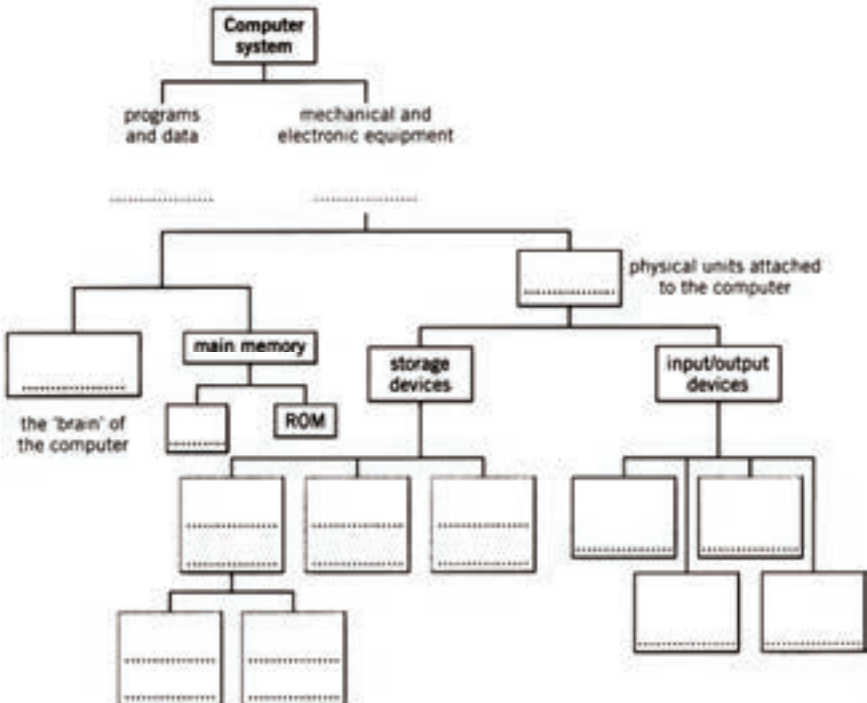 Computer
system
programs
and data
mechanical and
electronic equipment
physical units attached
to the computer
main memory
storage
devices
input/output
devices
ROM
the 'brain' of
the computer